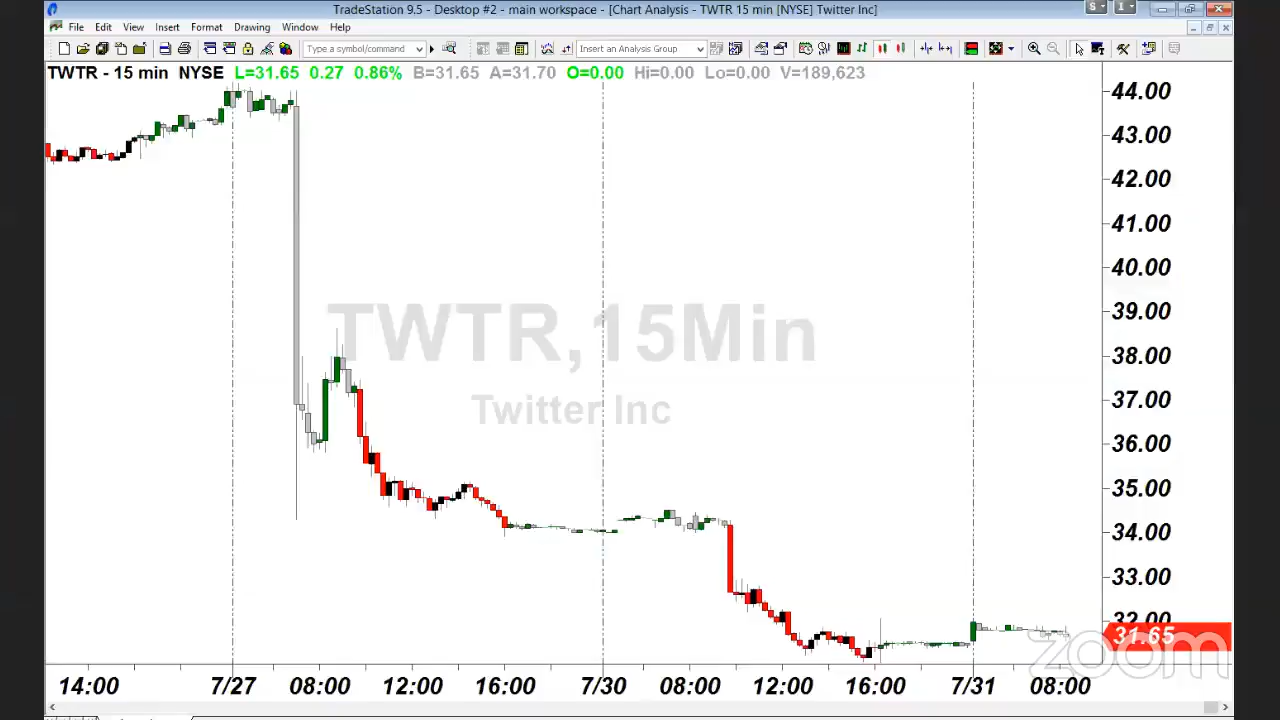 TradeStation 9.5 - Desktop #2 - main workspace - [Chart Analysis - TWTR 15 min [NYSE] Twitter Inc]
S I
File Edit View Insert Format Drawing Window Help
Type a symbol/command Insert an Analysis Group
TWTR - 15 min NYSE L=31.65 0.27 0.86% B=31.65 A=31.70 O=0.00 Hi=0.00 Lo=0.00 V=189,623
44.00
43.00
42.00
41.00
40.00
39.00
TWTR,15Min
38.00
37.00
Twitter Inc
36.00
35.00
34.00
33.00
32.00
31.65
zoom
14:00 7/27 08:00 12:00 16:00 7/30 08:00 12:00 16:00 7/31 08:00